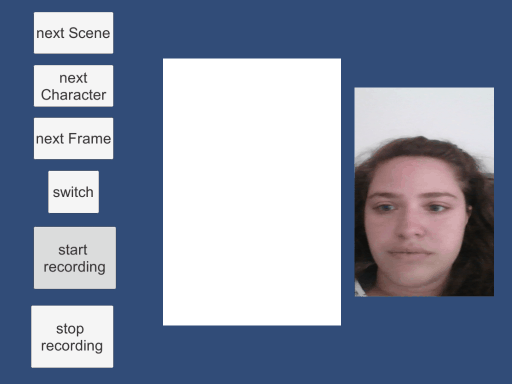 next Scene
next
Character
next Frame
switch
start
recording
stop
recording